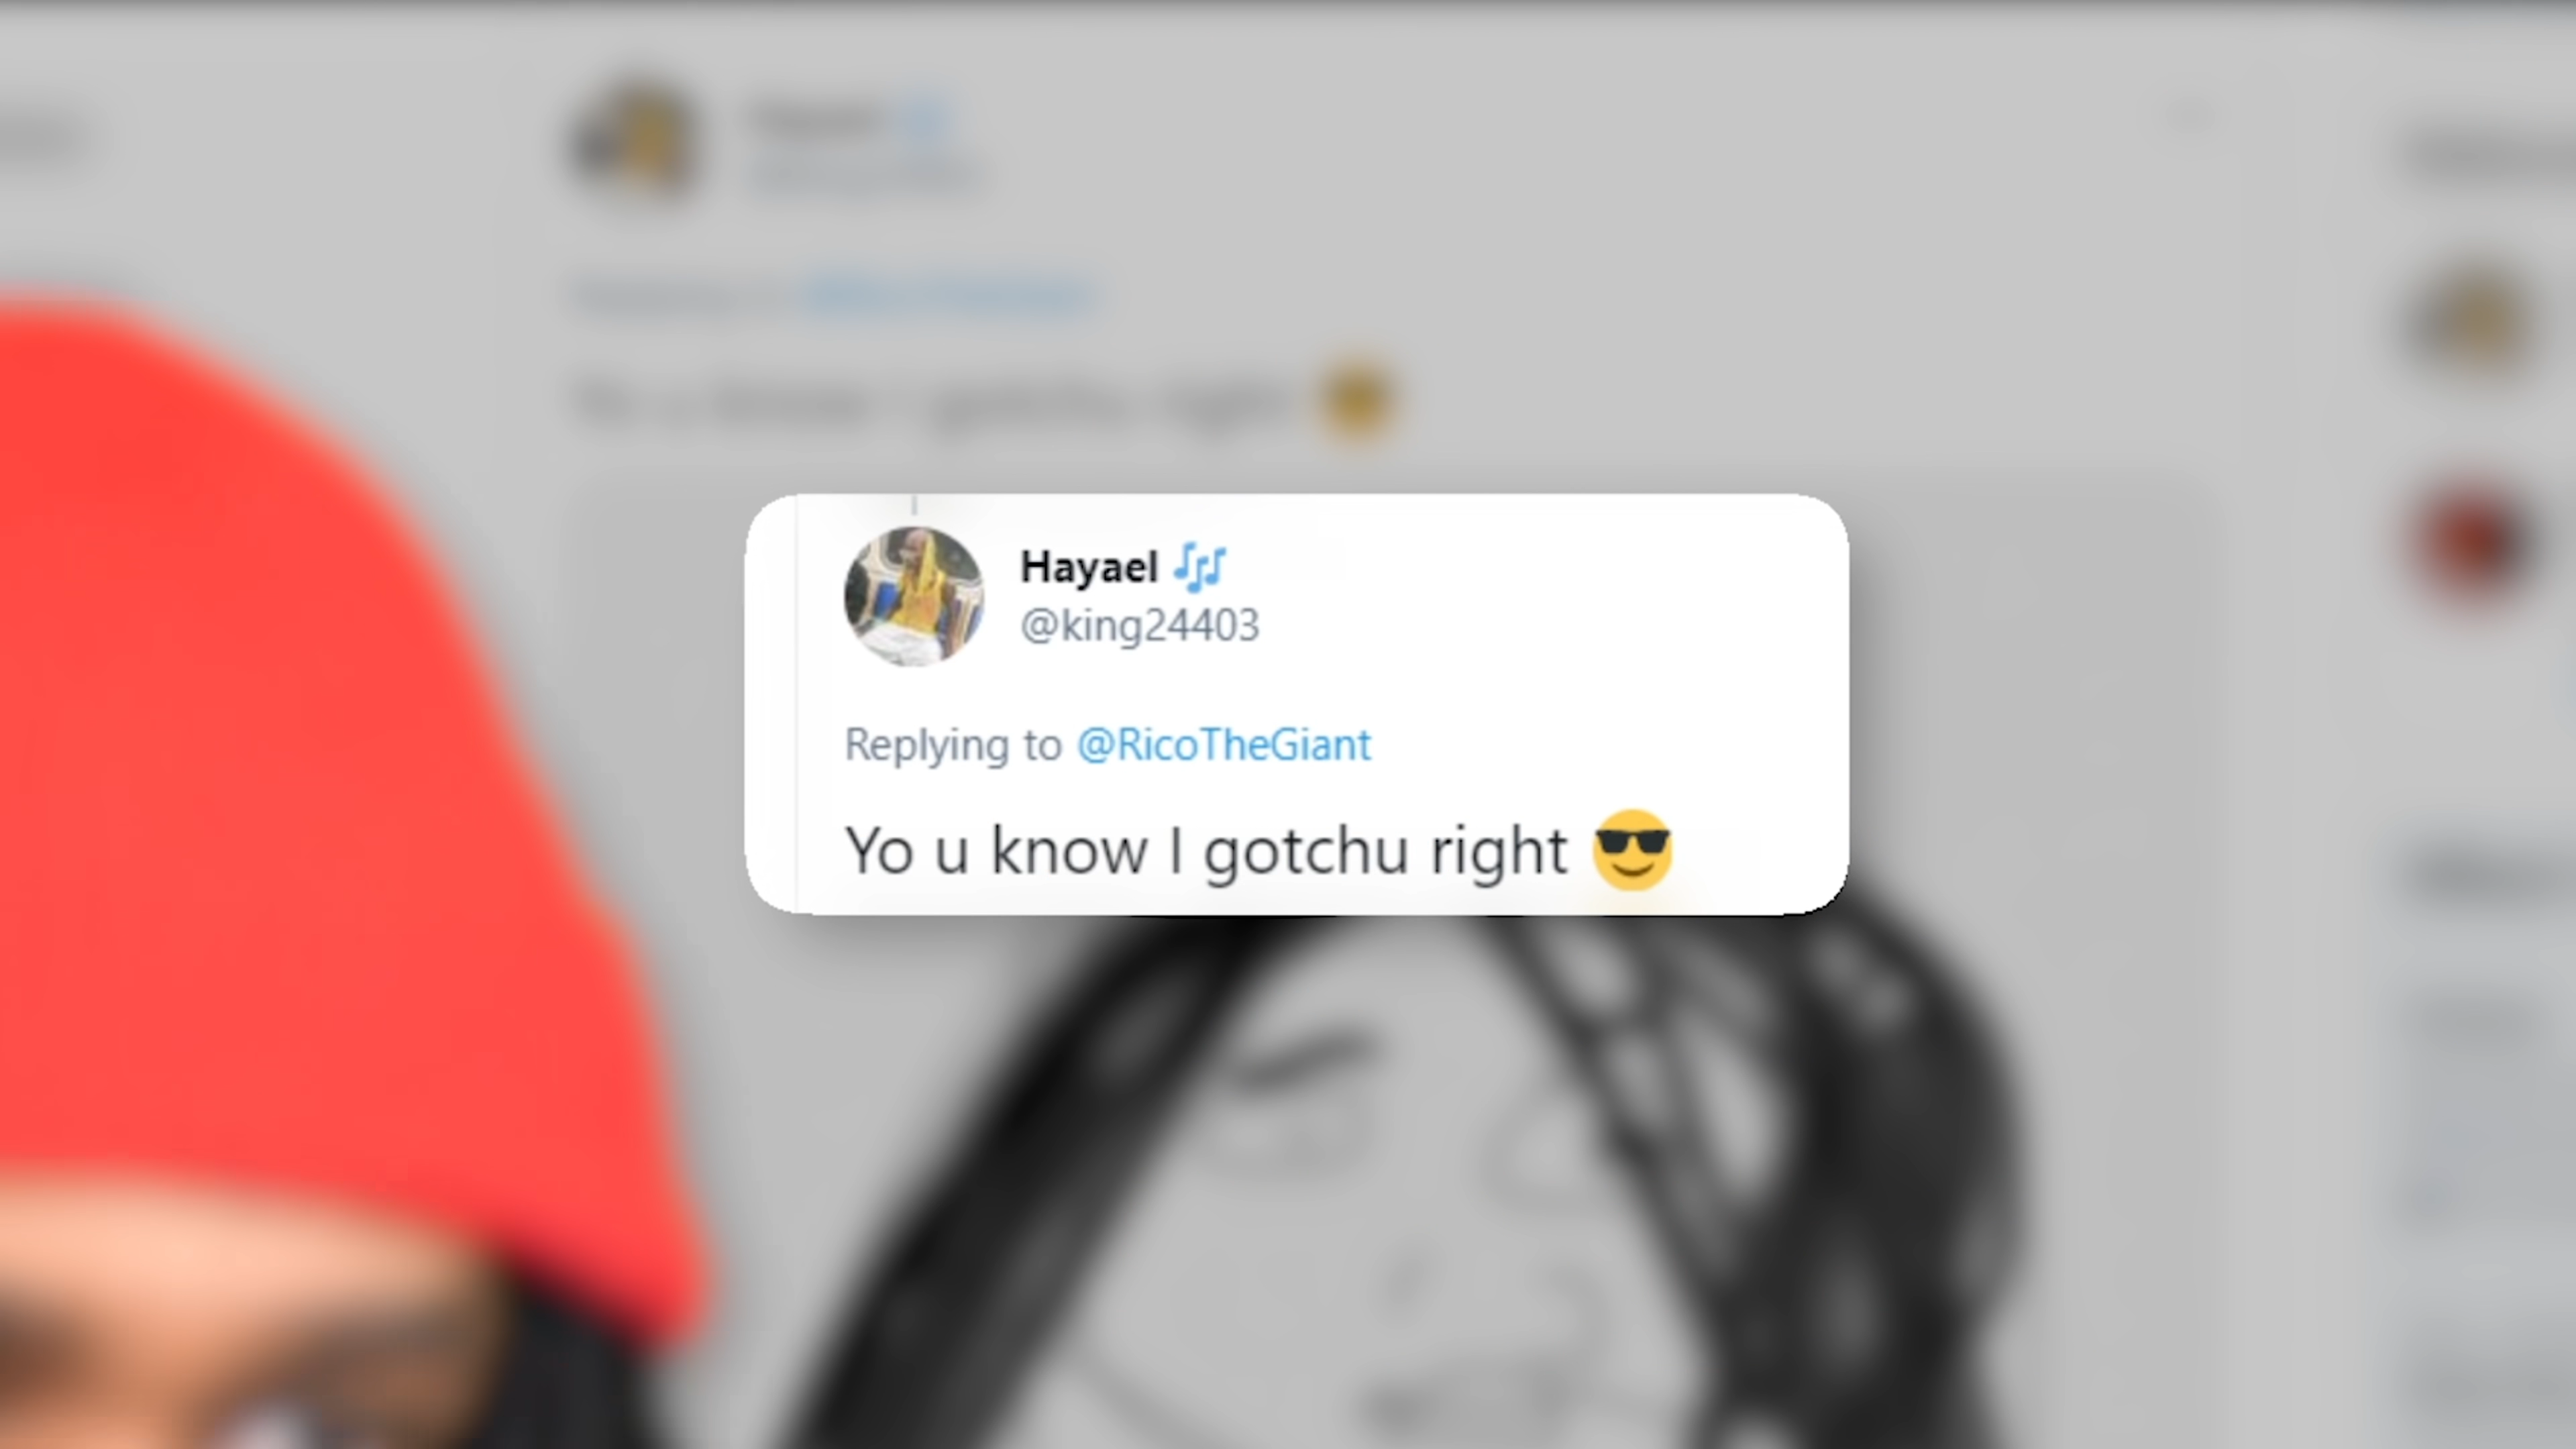 Hayael 🎶
@king24403
Replying to @RicoTheGiant
Yo u know I gotchu right 😎